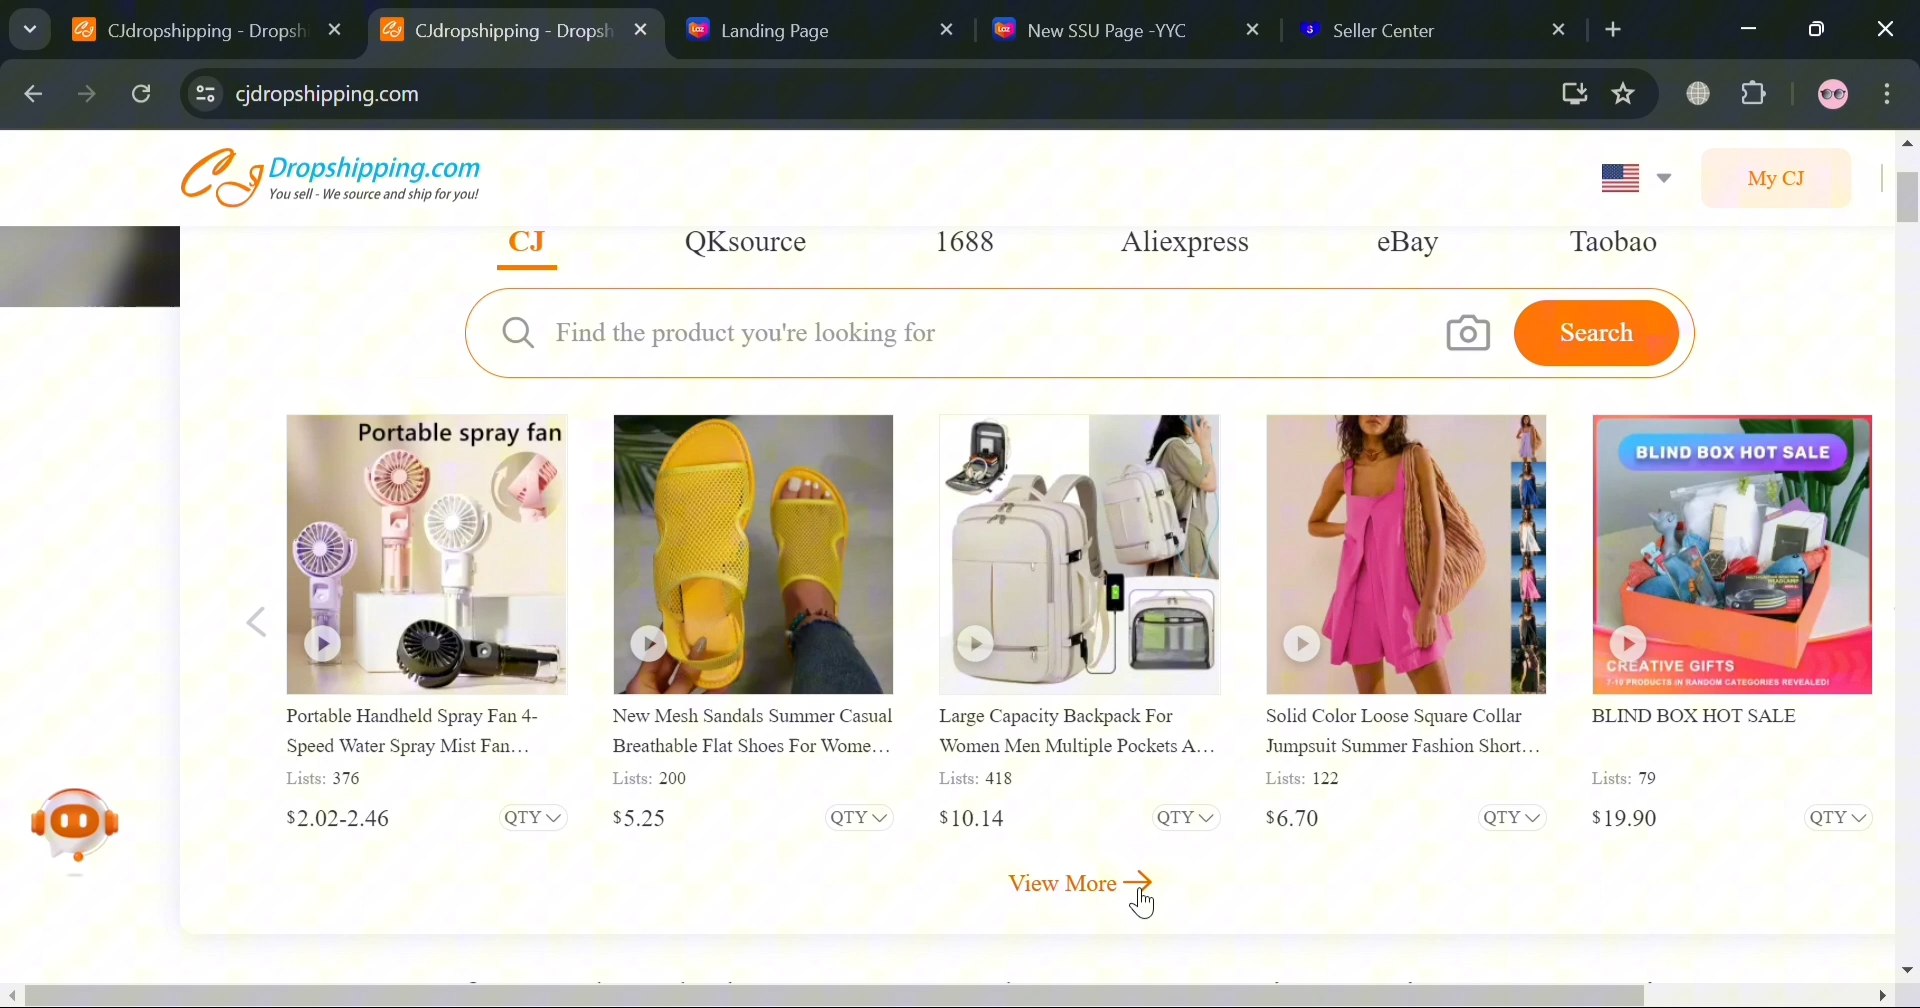 CJdropshipping - Dropsh
CJdropshipping - Dropsh
Landing Page
New SSU Page -YYC
Seller Center
cjdropshipping.com
CJ Dropshipping.com
You sell - We source and ship for you!
My CJ
CJ
QKsource
1688
Aliexpress
eBay
Taobao
Find the product you're looking for
Search
Portable spray fan
BLIND BOX HOT SALE
CREATIVE GIFTS
7-10 PRODUCTS IN RANDOM CATEGORIES REVEALED!
Portable Handheld Spray Fan 4-
Speed Water Spray Mist Fan...
Lists: 376
$2.02-2.46
QTY
New Mesh Sandals Summer Casual
Breathable Flat Shoes For Wome...
Lists: 200
$5.25
QTY
Large Capacity Backpack For
Women Men Multiple Pockets A...
Lists: 418
$10.14
QTY
Solid Color Loose Square Collar
Jumpsuit Summer Fashion Short...
Lists: 122
$6.70
QTY
BLIND BOX HOT SALE
Lists: 79
$19.90
QTY
View More